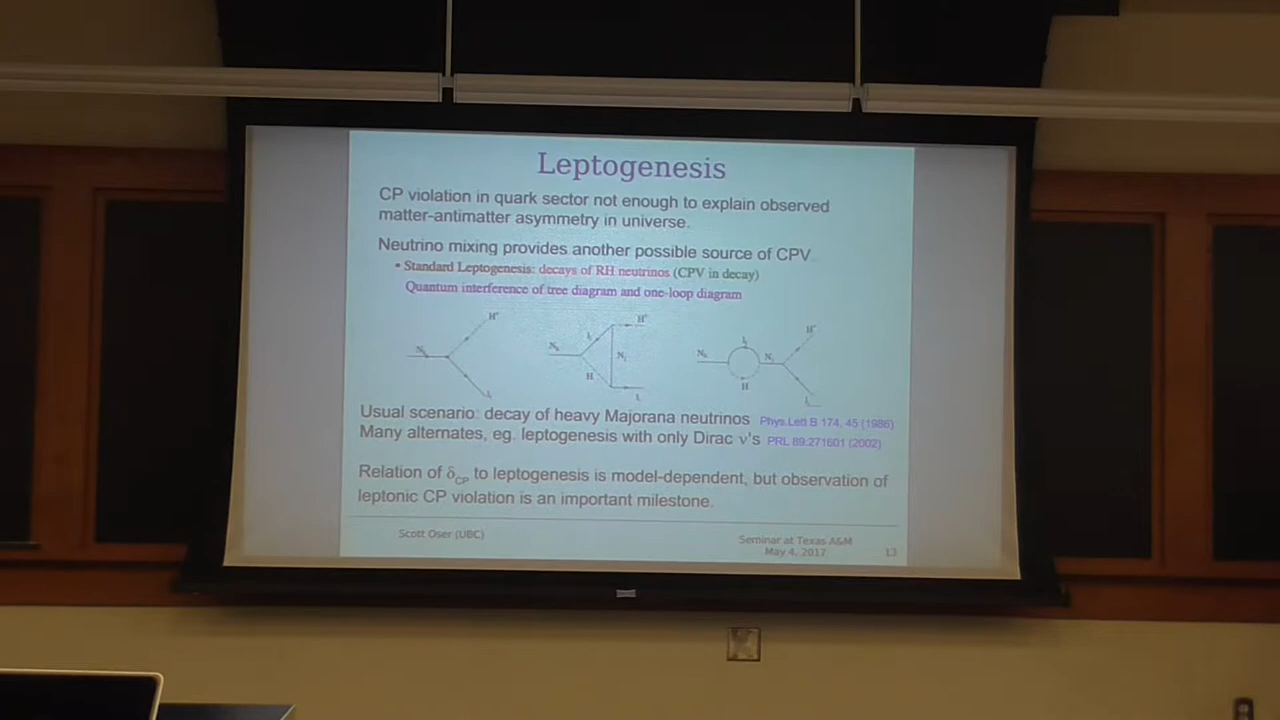 Leptogenesis
CP violation in quark sector not enough to explain observed
matter-antimatter asymmetry in universe.
Neutrino mixing provides another possible source of CPV
• Standard Leptogenesis: decays of RH neutrinos (CPV in decay)
Quantum interference of tree diagram and one-loop diagram
H*
H*
H
H
H*
Usual scenario: decay of heavy Majorana neutrinos Phys.Lett B 174, 45 (1986)
Many alternates, eg. leptogenesis with only Dirac ν's PRL 89:271601 (2002)
Relation of δCP to leptogenesis is model-dependent, but observation of
leptonic CP violation is an important milestone.
Scott Oser (UBC)
Seminar at Texas A&M
May 4, 2017
13